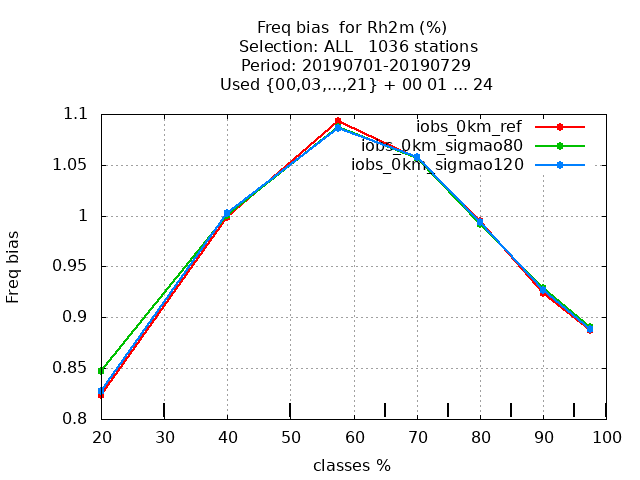 Freq bias  for Rh2m (%)
Selection: ALL   1036 stations
Period: 20190701-20190729
Used {00,03,...,21} + 00 01 ... 24
iobs_0km_ref
iobs_0km_sigmao80
iobs_0km_sigmao120
1.1
1.05
1
0.95
0.9
0.85
0.8
Freq bias
20 30 40 50 60 70 80 90 100
classes %